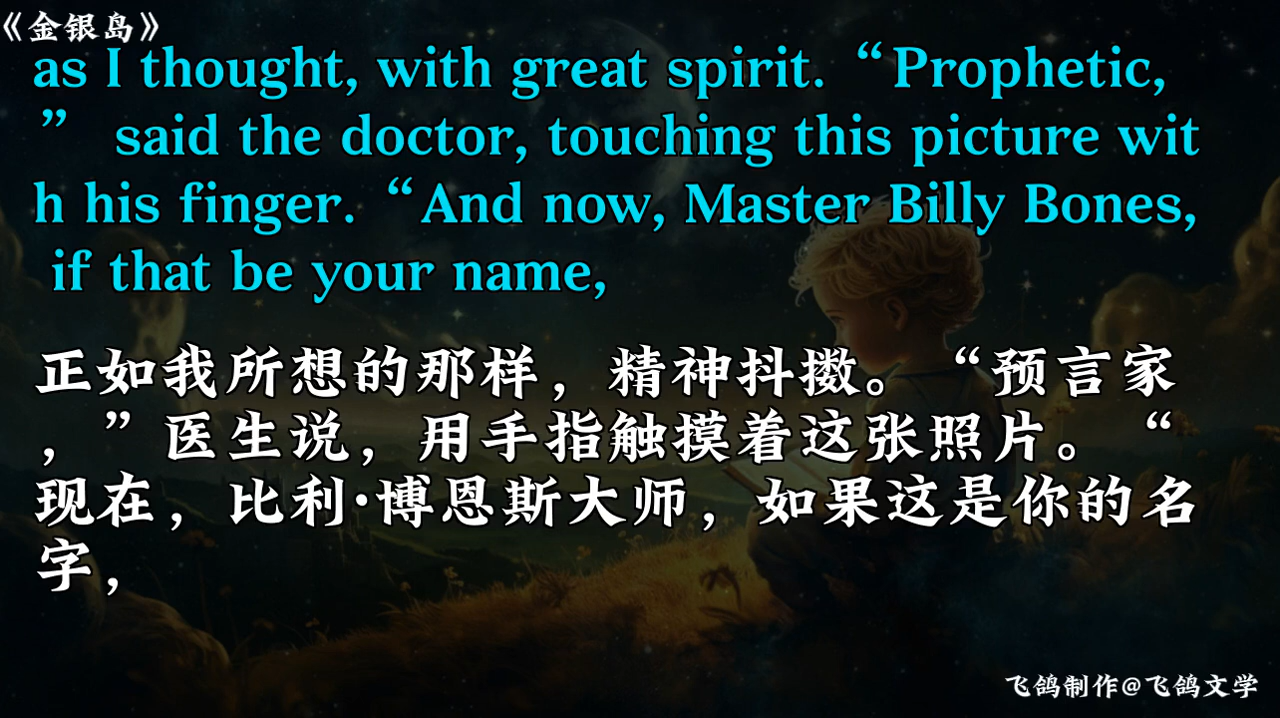 《金银岛》
as I thought, with great spirit. “Prophetic,
” said the doctor, touching this picture wit
h his finger. “And now, Master Billy Bones,
if that be your name,
正如我所想的那样，精神抖擞。“预言家
，”医生说，用手指触摸着这张照片。“
现在，比利·博恩斯大师，如果这是你的名
字，
飞鸽制作@飞鸽文学